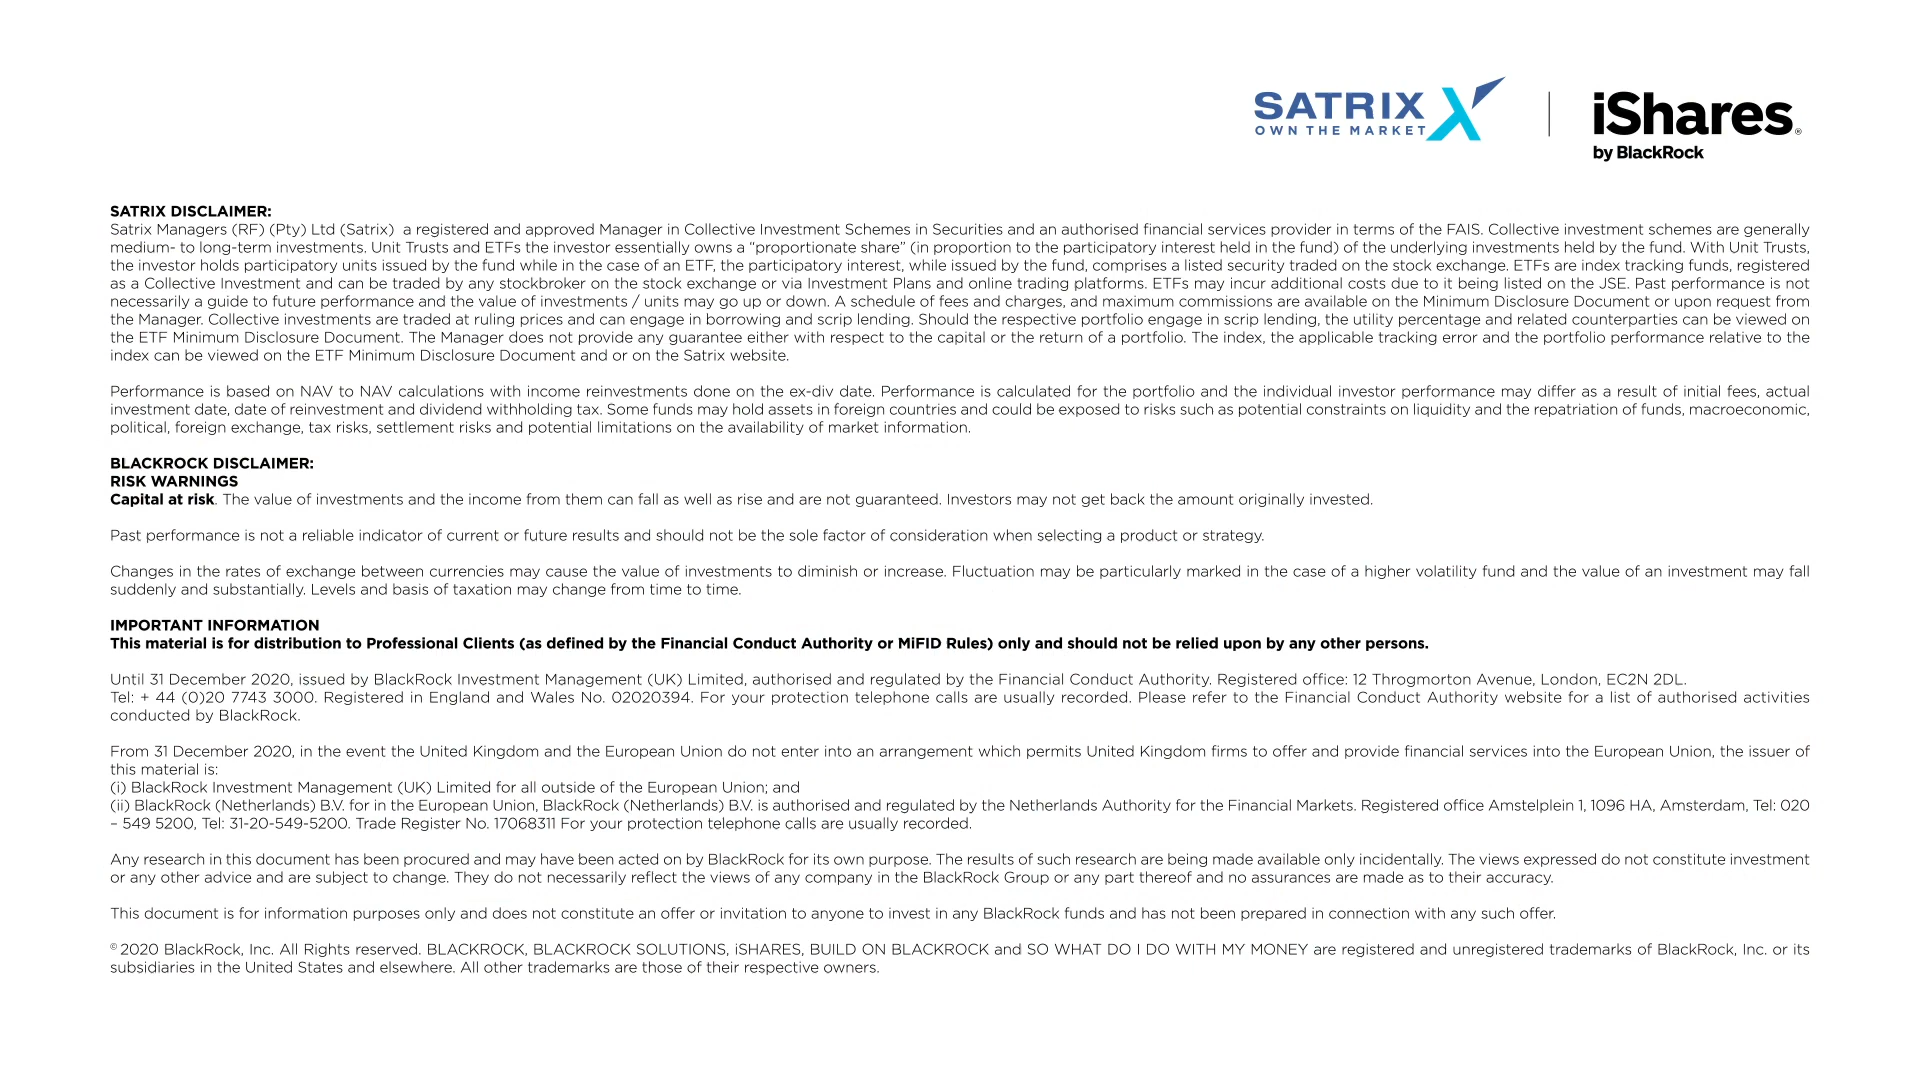 SATRIX
OWN THE MARKET
iShares®
by BlackRock
SATRIX DISCLAIMER:
Satrix Managers (RF) (Pty) Ltd (Satrix)  a registered and approved Manager in Collective Investment Schemes in Securities and an authorised financial services provider in terms of the FAIS. Collective investment schemes are generally
medium- to long-term investments. Unit Trusts and ETFs the investor essentially owns a “proportionate share” (in proportion to the participatory interest held in the fund) of the underlying investments held by the fund. With Unit Trusts,
the investor holds participatory units issued by the fund while in the case of an ETF, the participatory interest, while issued by the fund, comprises a listed security traded on the stock exchange. ETFs are index tracking funds, registered
as a Collective Investment and can be traded by any stockbroker on the stock exchange or via Investment Plans and online trading platforms. ETFs may incur additional costs due to it being listed on the JSE. Past performance is not
necessarily a guide to future performance and the value of investments / units may go up or down. A schedule of fees and charges, and maximum commissions are available on the Minimum Disclosure Document or upon request from
the Manager. Collective investments are traded at ruling prices and can engage in borrowing and scrip lending. Should the respective portfolio engage in scrip lending, the utility percentage and related counterparties can be viewed on
the ETF Minimum Disclosure Document. The Manager does not provide any guarantee either with respect to the capital or the return of a portfolio. The index, the applicable tracking error and the portfolio performance relative to the
index can be viewed on the ETF Minimum Disclosure Document and or on the Satrix website.
Performance is based on NAV to NAV calculations with income reinvestments done on the ex-div date. Performance is calculated for the portfolio and the individual investor performance may differ as a result of initial fees, actual
investment date, date of reinvestment and dividend withholding tax. Some funds may hold assets in foreign countries and could be exposed to risks such as potential constraints on liquidity and the repatriation of funds, macroeconomic,
political, foreign exchange, tax risks, settlement risks and potential limitations on the availability of market information.
BLACKROCK DISCLAIMER:
RISK WARNINGS
Capital at risk. The value of investments and the income from them can fall as well as rise and are not guaranteed. Investors may not get back the amount originally invested.
Past performance is not a reliable indicator of current or future results and should not be the sole factor of consideration when selecting a product or strategy.
Changes in the rates of exchange between currencies may cause the value of investments to diminish or increase. Fluctuation may be particularly marked in the case of a higher volatility fund and the value of an investment may fall
suddenly and substantially. Levels and basis of taxation may change from time to time.
IMPORTANT INFORMATION
This material is for distribution to Professional Clients (as defined by the Financial Conduct Authority or MiFID Rules) only and should not be relied upon by any other persons.
Until 31 December 2020, issued by BlackRock Investment Management (UK) Limited, authorised and regulated by the Financial Conduct Authority. Registered office: 12 Throgmorton Avenue, London, EC2N 2DL.
Tel: + 44 (0)20 7743 3000. Registered in England and Wales No. 02020394. For your protection telephone calls are usually recorded. Please refer to the Financial Conduct Authority website for a list of authorised activities
conducted by BlackRock.
From 31 December 2020, in the event the United Kingdom and the European Union do not enter into an arrangement which permits United Kingdom firms to offer and provide financial services into the European Union, the issuer of
this material is:
(i) BlackRock Investment Management (UK) Limited for all outside of the European Union; and
(ii) BlackRock (Netherlands) B.V. for in the European Union, BlackRock (Netherlands) B.V. is authorised and regulated by the Netherlands Authority for the Financial Markets. Registered office Amstelplein 1, 1096 HA, Amsterdam, Tel: 020
– 549 5200, Tel: 31-20-549-5200. Trade Register No. 17068311 For your protection telephone calls are usually recorded.
Any research in this document has been procured and may have been acted on by BlackRock for its own purpose. The results of such research are being made available only incidentally. The views expressed do not constitute investment
or any other advice and are subject to change. They do not necessarily reflect the views of any company in the BlackRock Group or any part thereof and no assurances are made as to their accuracy.
This document is for information purposes only and does not constitute an offer or invitation to anyone to invest in any BlackRock funds and has not been prepared in connection with any such offer.
© 2020 BlackRock, Inc. All Rights reserved. BLACKROCK, BLACKROCK SOLUTIONS, iSHARES, BUILD ON BLACKROCK and SO WHAT DO I DO WITH MY MONEY are registered and unregistered trademarks of BlackRock, Inc. or its
subsidiaries in the United States and elsewhere. All other trademarks are those of their respective owners.